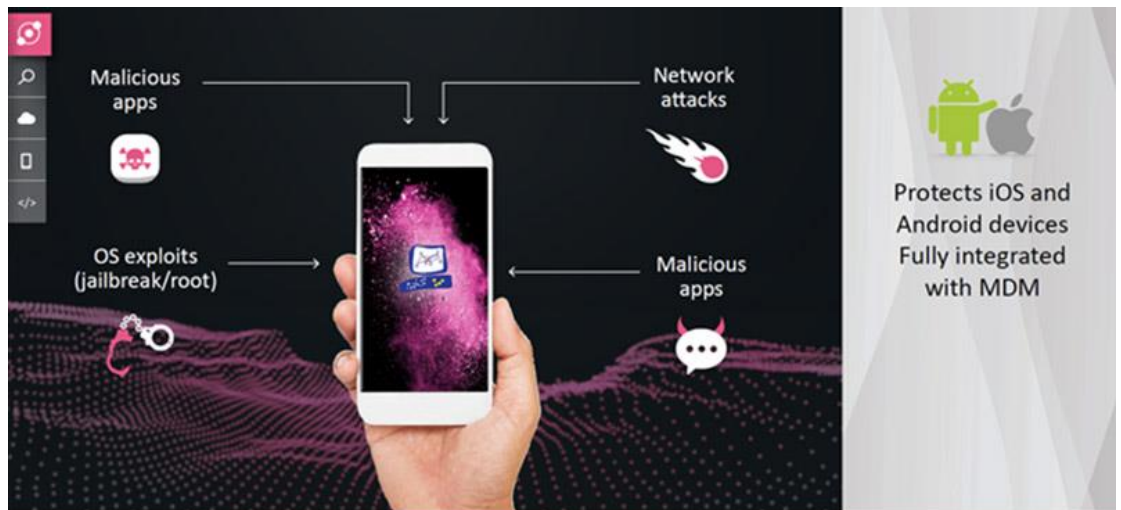 Malicious
apps
Network
attacks
OS exploits
(jailbreak/root)
Malicious
apps
Protects iOS and
Android devices
Fully integrated
with MDM